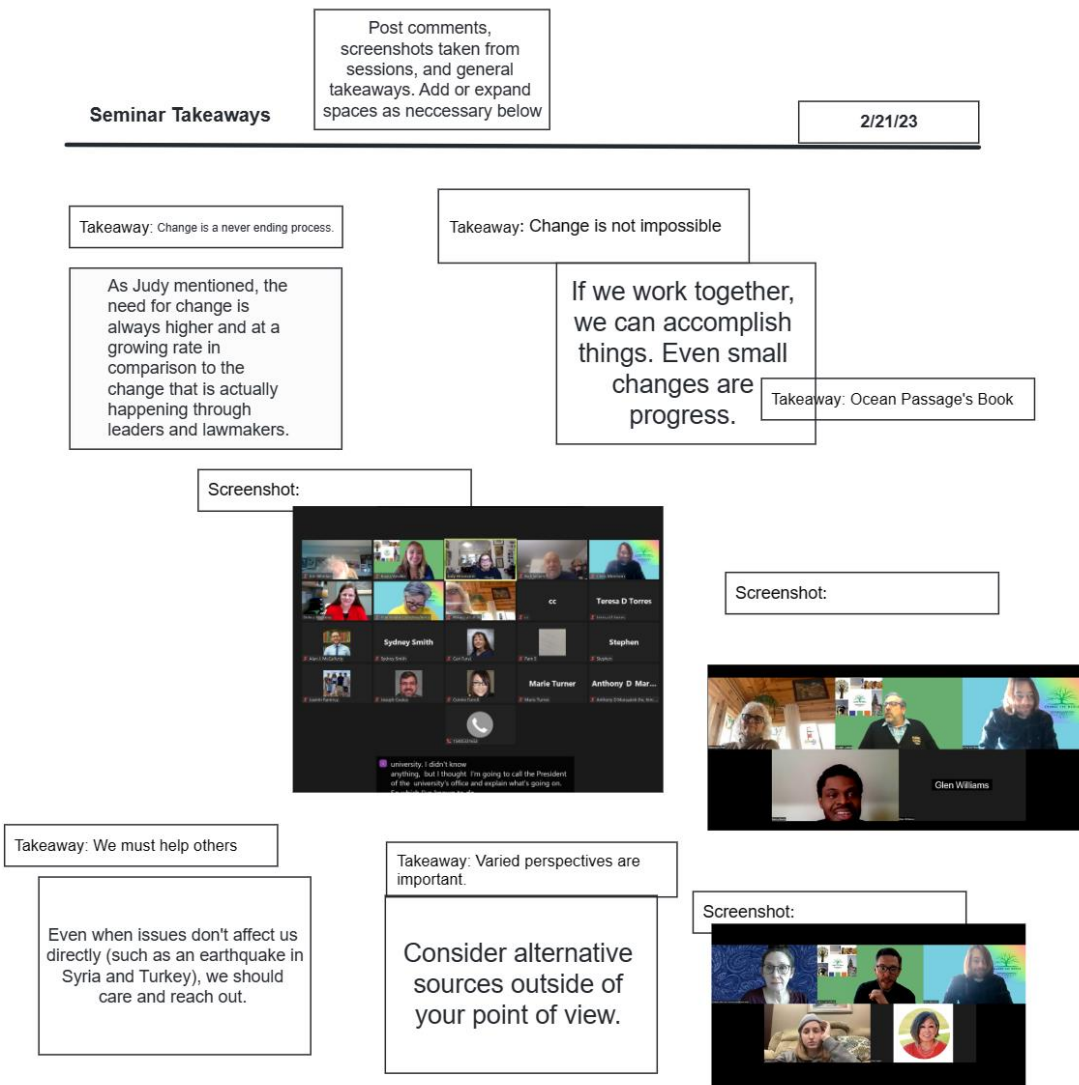 Post comments,
screenshots taken from
sessions, and general
takeaways. Add or expand
spaces as neccessary below
Seminar Takeaways
2/21/23
Takeaway: Change is a never ending process.
Takeaway: Change is not impossible
As Judy mentioned, the
need for change is
always higher and at a
growing rate in
comparison to the
change that is actually
happening through
leaders and lawmakers.
If we work together,
we can accomplish
things. Even small
changes are
progress.
Takeaway: Ocean Passage's Book
Screenshot:
cc
Teresa D Torres
Sydney Smith
Stephen
Sydney Smith
Stephen
Marie Turner
Anthony D Mar...
Marie Turner
university. I didn't know
anything, but I thought I'm going to call the President
of the university's office and explain what's going on.
Screenshot:
Glen Williams
Takeaway: We must help others
Even when issues don't affect us
directly (such as an earthquake in
Syria and Turkey), we should
care and reach out.
Takeaway: Varied perspectives are
important.
Consider alternative
sources outside of
your point of view.
Screenshot: